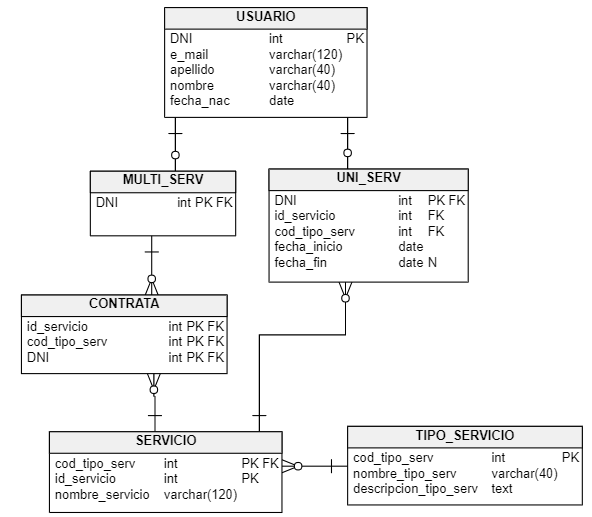 USUARIO
DNI int PK
e_mail varchar(120)
apellido varchar(40)
nombre varchar(40)
fecha_nac date
MULTI_SERV
DNI int PK FK
UNI_SERV
DNI int PK FK
id_servicio int FK
cod_tipo_serv int FK
fecha_inicio date
fecha_fin date N
CONTRATA
id_servicio int PK FK
cod_tipo_serv int PK FK
DNI int PK FK
SERVICIO
cod_tipo_serv int PK FK
id_servicio int PK
nombre_servicio varchar(120)
TIPO_SERVICIO
cod_tipo_serv int PK
nombre_tipo_serv varchar(40)
descripcion_tipo_serv text